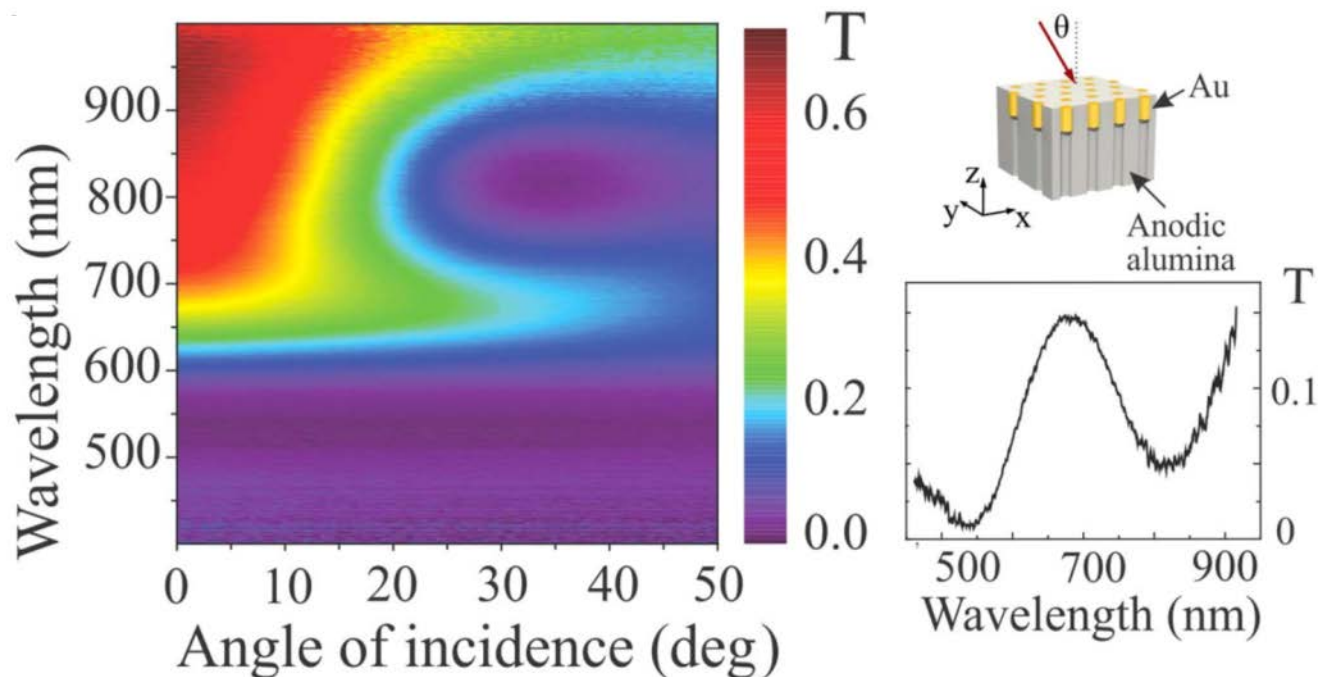 T
900
800
700
600
500
Wavelength (nm)
0 10 20 30 40 50
Angle of incidence (deg)
0.6
0.4
0.2
0.0
θ
Au
z
y
x
Anodic
alumina
T
0.1
0
500 700 900
Wavelength (nm)